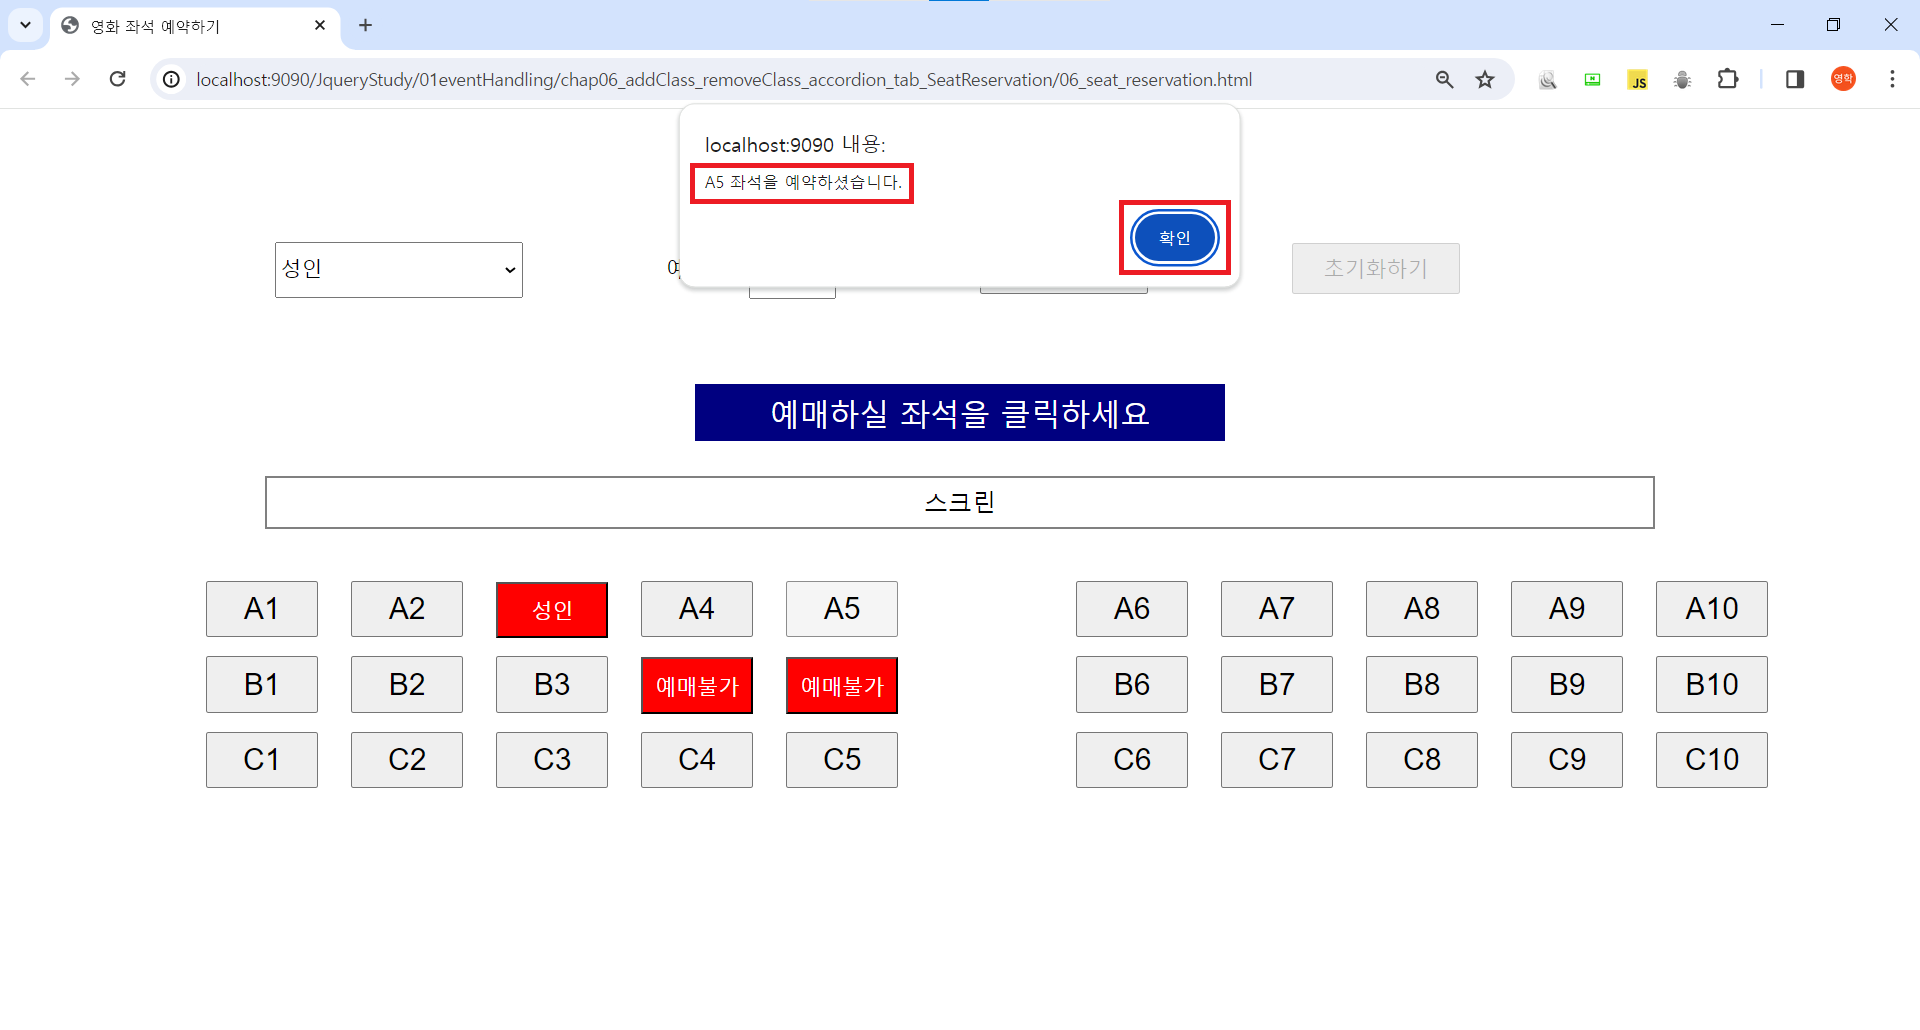 영화 좌석 예약하기
localhost:9090/JqueryStudy/01eventHandling/chap06_addClass_removeClass_accordion_tab_SeatReservation/06_seat_reservation.html
JS
영학
localhost:9090 내용:
A5 좌석을 예약하셨습니다.
확인
성인
초기화하기
예매하실 좌석을 클릭하세요
스크린
A1 A2 성인 A4 A5 A6 A7 A8 A9 A10
B1 B2 B3 예매불가 예매불가 B6 B7 B8 B9 B10
C1 C2 C3 C4 C5 C6 C7 C8 C9 C10